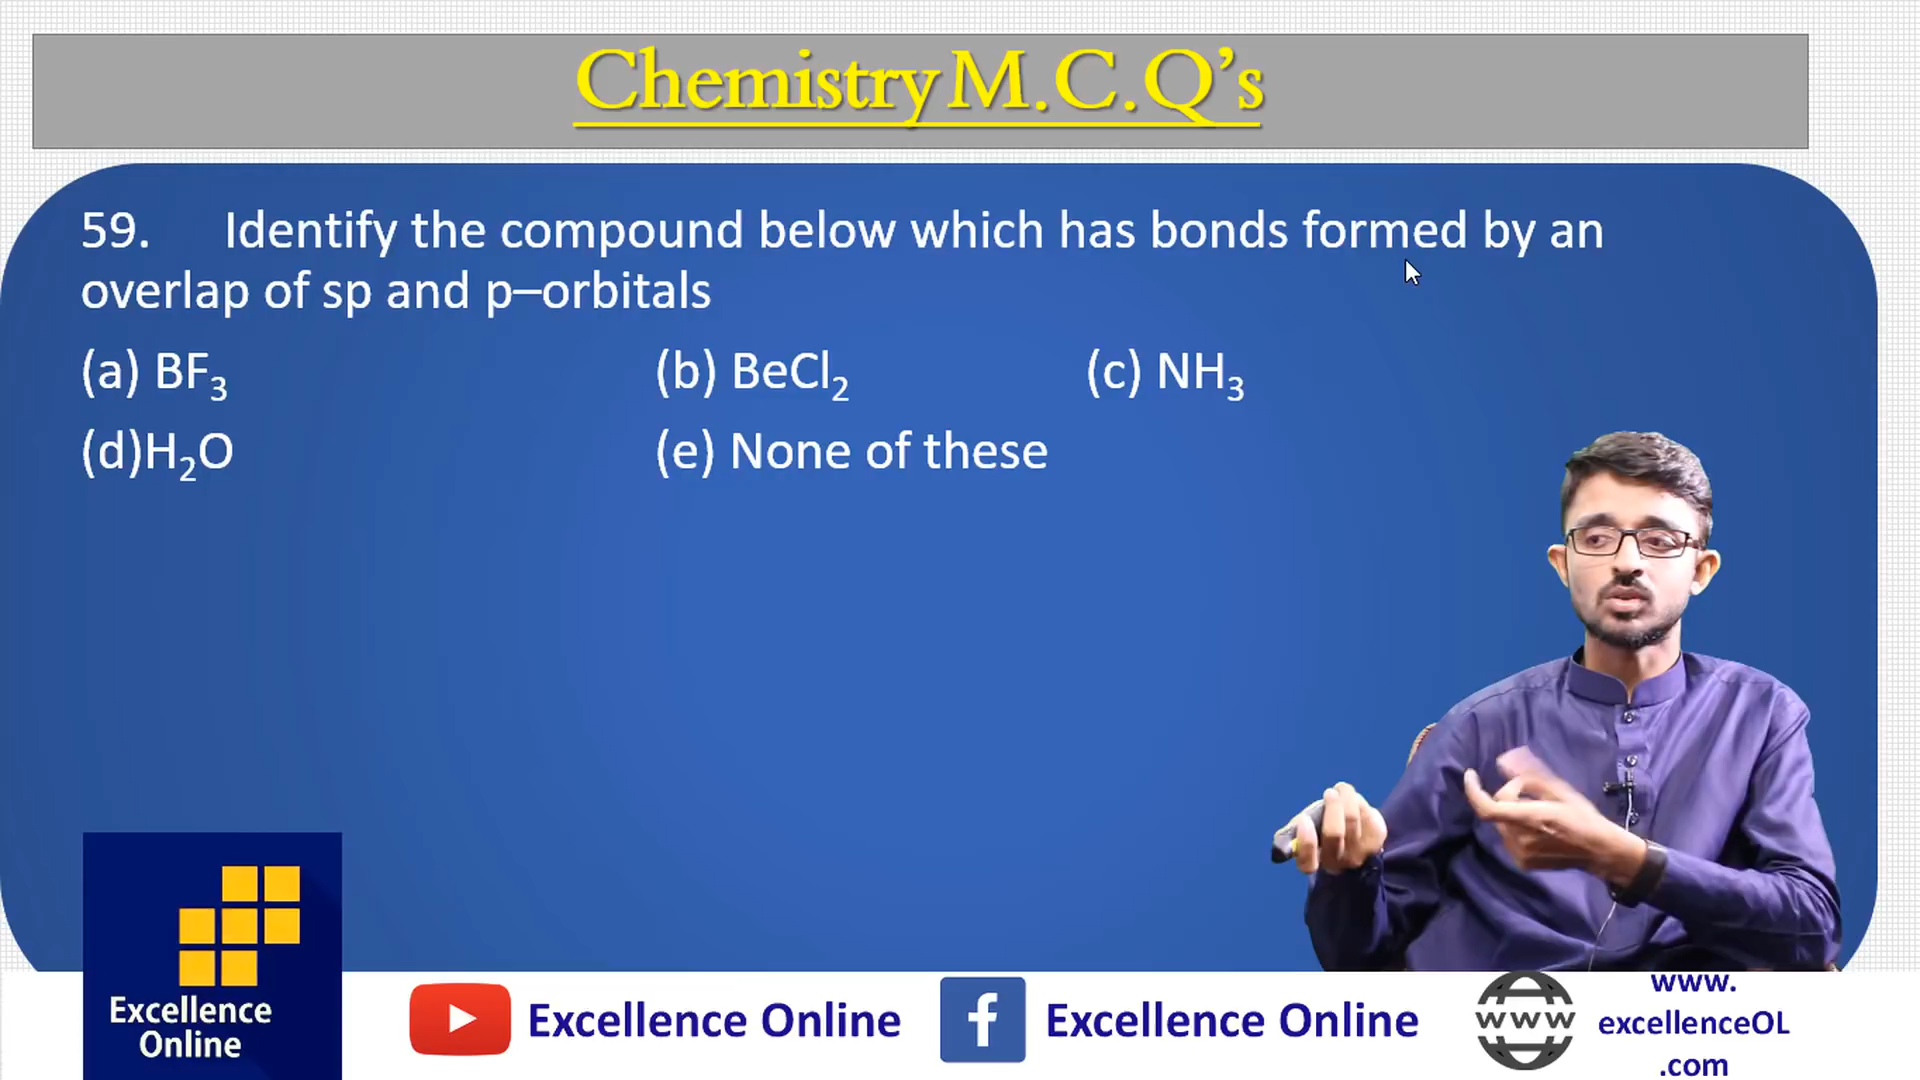 Chemistry M.C.Q's
59. Identify the compound below which has bonds formed by an
overlap of sp and p–orbitals
(a) BF₃ (b) BeCl₂ (c) NH₃
(d)H₂O (e) None of these
Excellence
Online
Excellence Online
f Excellence Online
www
www.
excellenceOL
.com